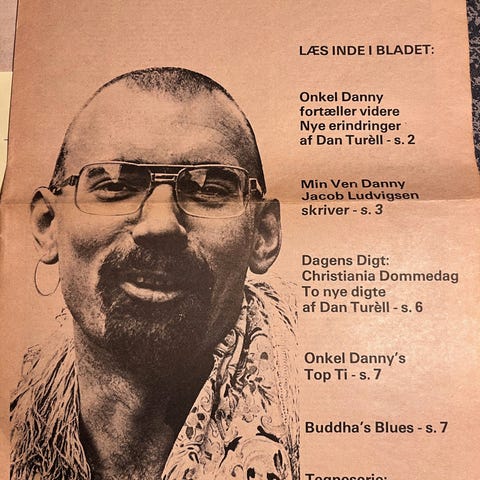 LÆS INDE I BLADET:
Onkel Danny
fortæller videre
Nye erindringer
af Dan Turèll - s. 2
Min Ven Danny
Jacob Ludvigsen
skriver - s. 3
Dagens Digt:
Christiania Dommedag
To nye digte
af Dan Turèll - s. 6
Onkel Danny's
Top Ti - s. 7
Buddha's Blues - s. 7
Tegneserie: